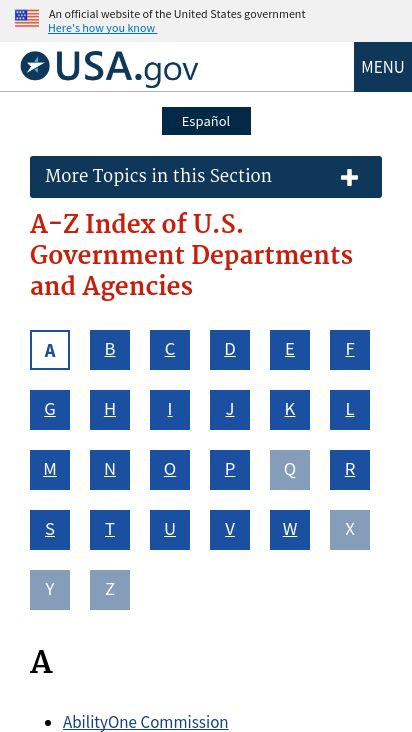 An official website of the United States government
Here's how you know
USA.gov
MENU
Español
More Topics in this Section
A-Z Index of U.S.
Government Departments
and Agencies
A B C D E F
G H I J K L
M N O P Q R
S T U V W X
Y Z
A
AbilityOne Commission